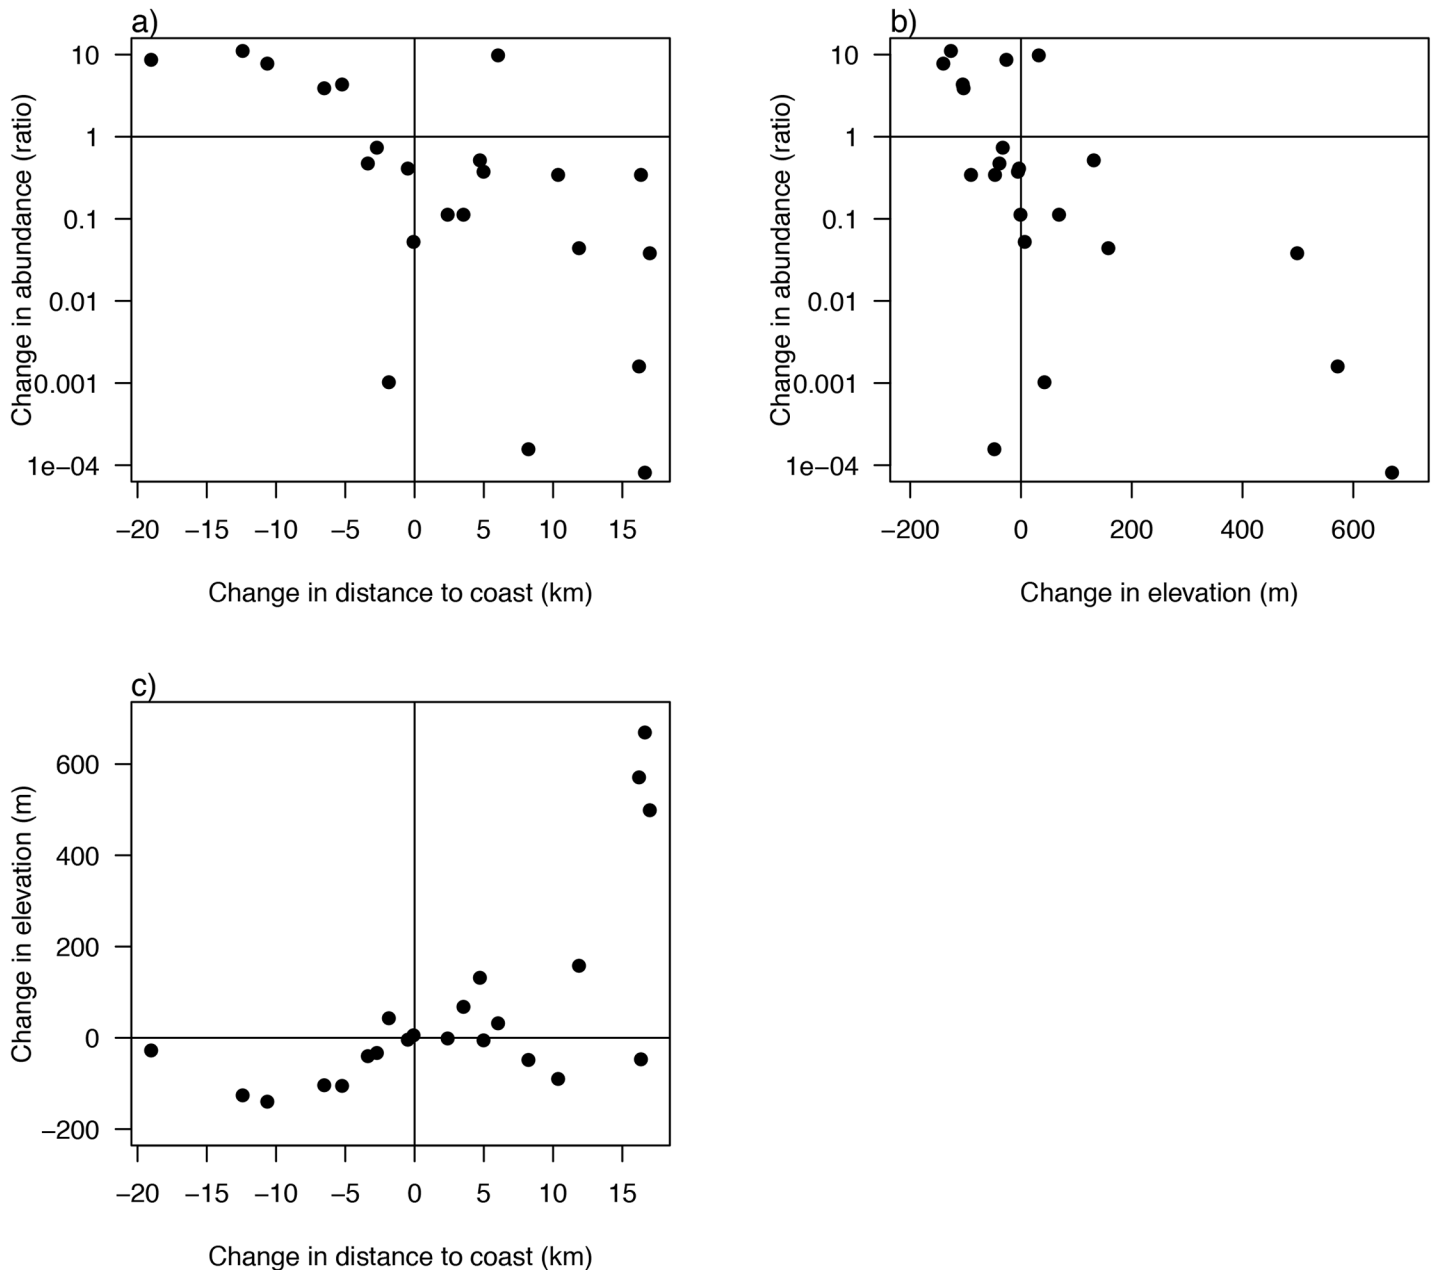 a)
10
1
0.1
0.01
0.001
1e−04
Change in abundance (ratio)
−20 −15 −10 −5 0 5 10 15
Change in distance to coast (km)
b)
10
1
0.1
0.01
0.001
1e−04
Change in abundance (ratio)
−200 0 200 400 600
Change in elevation (m)
c)
600
400
200
0
−200
Change in elevation (m)
−20 −15 −10 −5 0 5 10 15
Change in distance to coast (km)